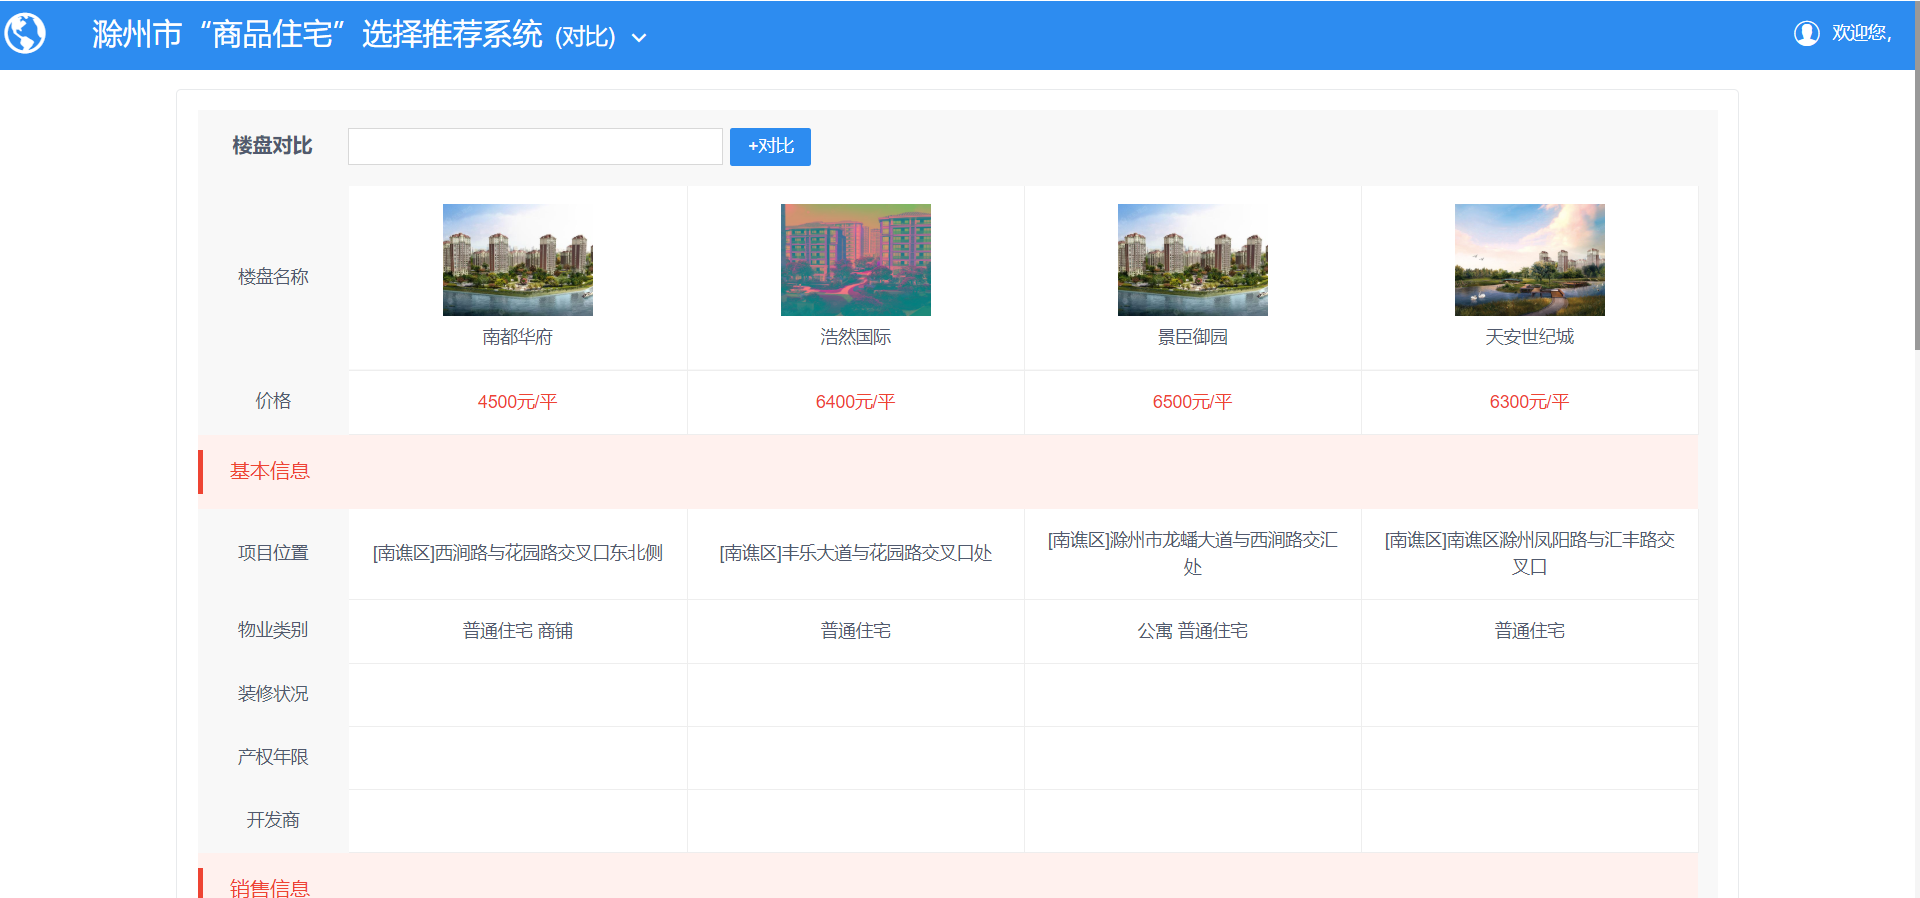 滁州市“商品住宅”选择推荐系统 (对比)
欢迎您,
楼盘对比
+对比
楼盘名称
南都华府
浩然国际
景臣御园
天安世纪城
价格
4500元/平
6400元/平
6500元/平
6300元/平
基本信息
项目位置
[南谯区]西涧路与花园路交叉口东北侧
[南谯区]丰乐大道与花园路交叉口处
[南谯区]滁州市龙蟠大道与西涧路交汇
处
[南谯区]南谯区滁州凤阳路与汇丰路交
叉口
物业类别
普通住宅 商铺
普通住宅
公寓 普通住宅
普通住宅
装修状况
产权年限
开发商
销售信息